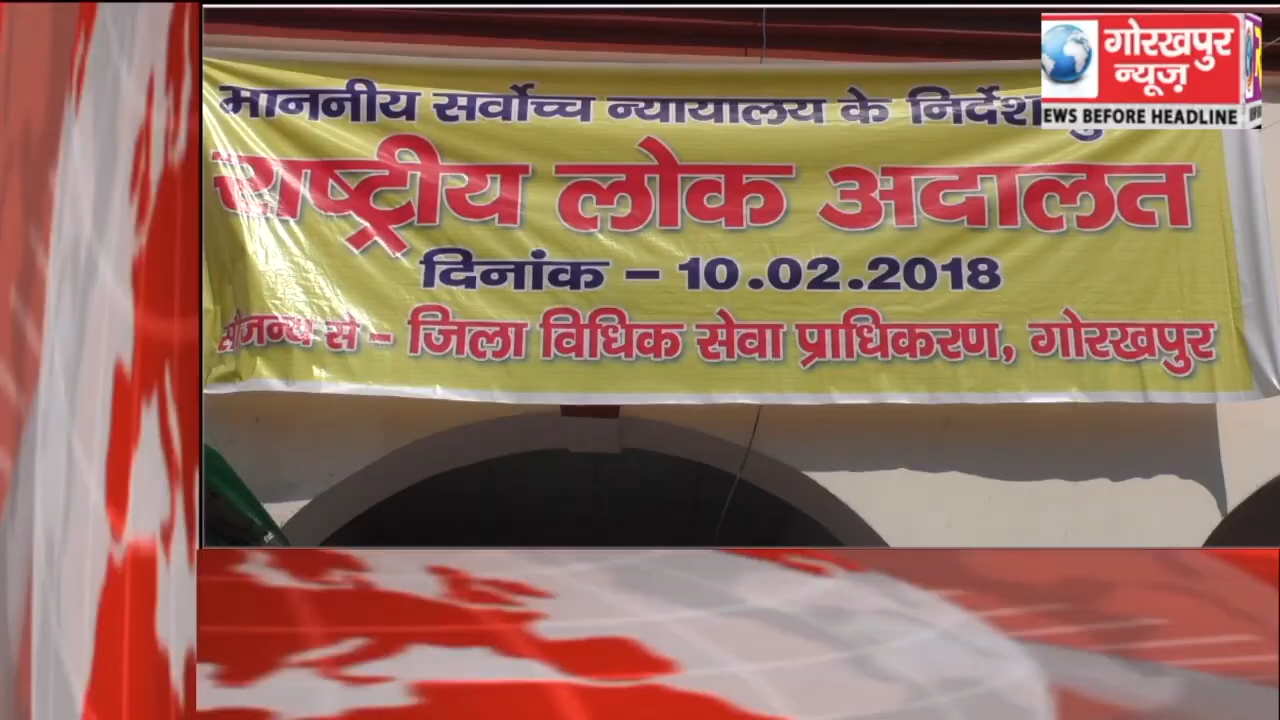 माननीय सर्वोच्च न्यायालय के
राष्ट्रीय लोक अदालत
दिनांक – 10.02.2018
सौजन्य से – जिला विधिक सेवा प्राधिकरण, गोरखपुर
गोरखपुर
न्यूज़
EWS BEFORE HEADLINE